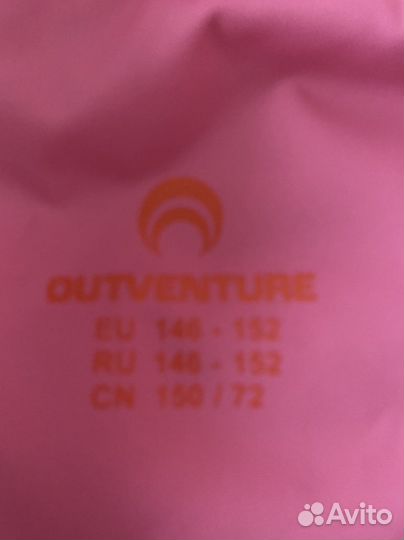 OUTVENTURE
EU 146 - 152
RU 146 - 152
CN 150 / 72
Avito